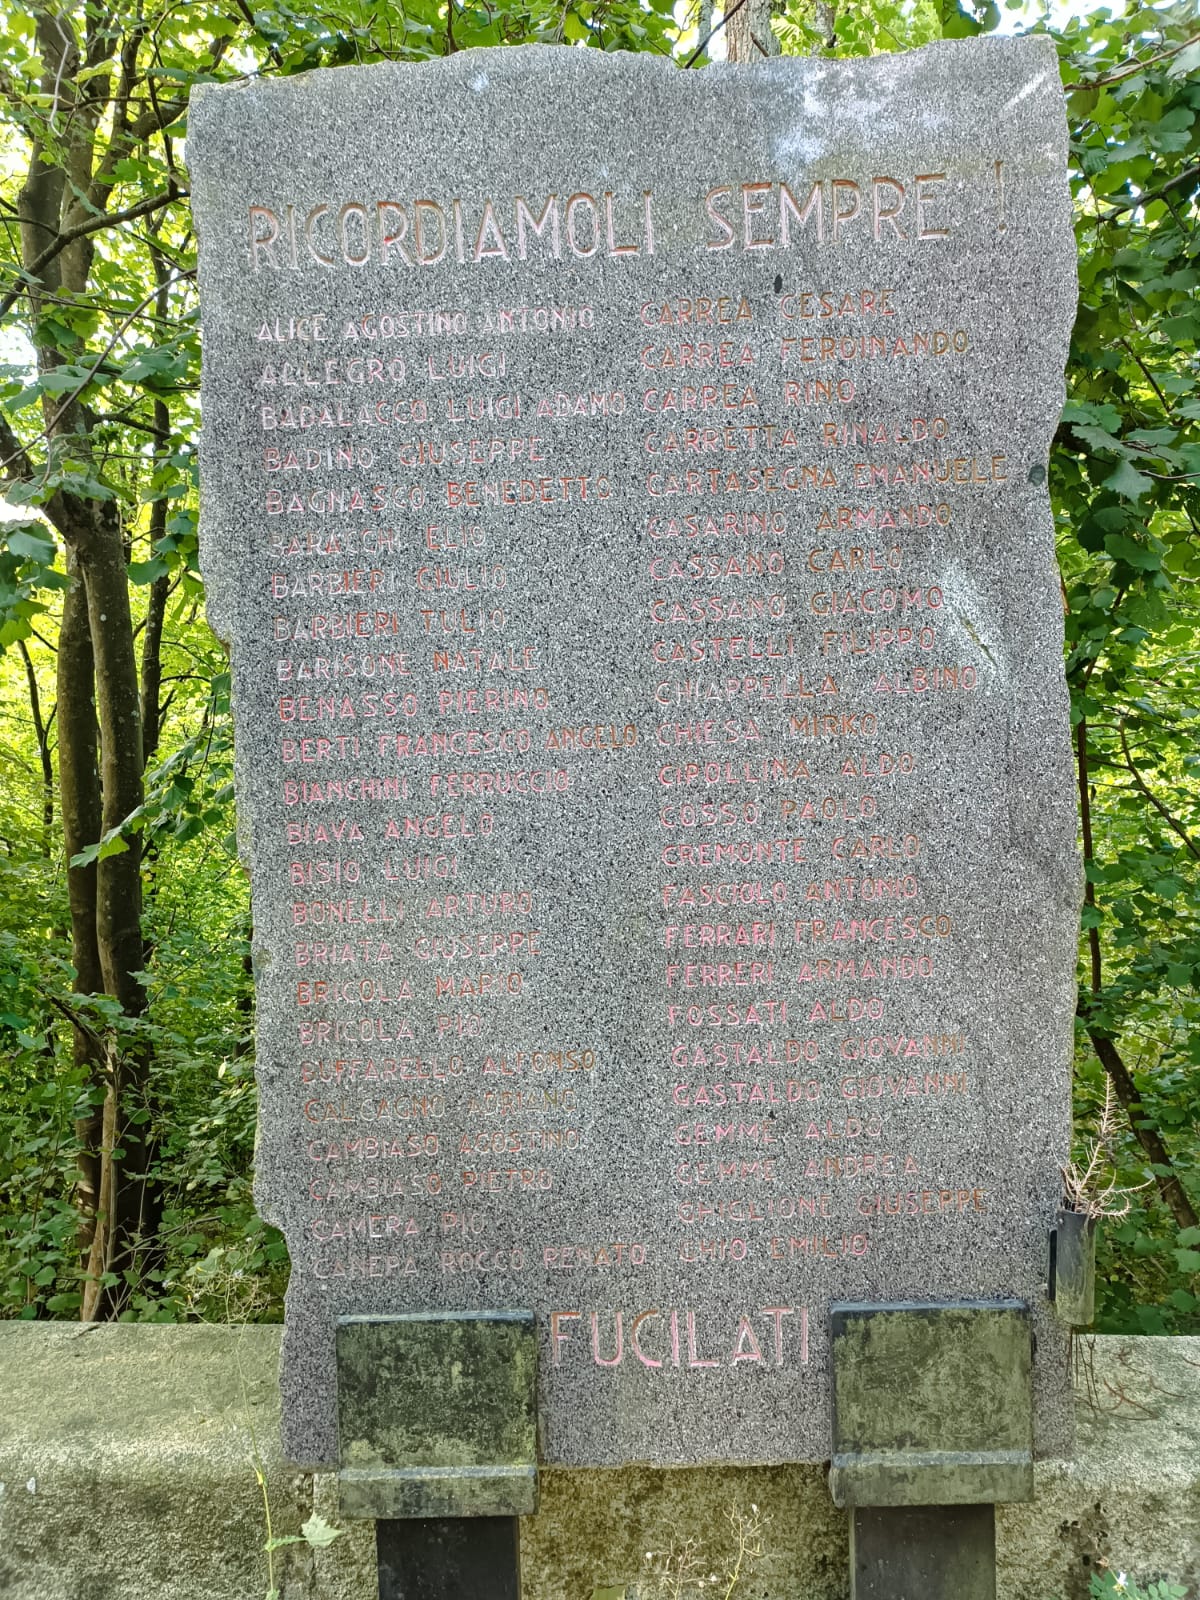 RICORDIAMOLI SEMPRE !
ALICE AGOSTINO ANTONIO
ALLEGRO LUIGI
BADALACCO LUIGI ADAMO
BADINO GIUSEPPE
BAGNASCO BENEDETTO
BARACCHI ELIO
BARBIERI GIULIO
BARBIERI TULIO
BARISONE NATALE
BENASSO PIERINO
BERTI FRANCESCO ANGELO
BIANCHINI FERRUCCIO
BIAVA ANGELO
BISIO LUIGI
BONELLI ARTURO
BRIATA GIUSEPPE
BRICOLA MARIO
BRICOLA PIO
BUFFARELLO ALFONSO
CALCAGNO ADRIANO
CAMBIASO AGOSTINO
CAMBIASO PIETRO
CAMERA PIO
CANEPA ROCCO RENATO
CARREA CESARE
CARREA FERDINANDO
CARREA RINO
CARRETTA RINALDO
CARTASEGNA EMANUELE
CASARINO ARMANDO
CASSANO CARLO
CASSANO GIACOMO
CASTELLI FILIPPO
CHIAPPELLA ALBINO
CHIESA MIRKO
CIPOLLINA ALDO
COSSO PAOLO
CREMONTE CARLO
FASCIOLO ANTONIO
FERRARI FRANCESCO
FERRERI ARMANDO
FOSSATI ALDO
GASTALDO GIOVANNI
GASTALDO GIOVANNI
GEMME ALDO
GEMME ANDREA
GHIGLIONE GIUSEPPE
GHIO EMILIO
FUCILATI